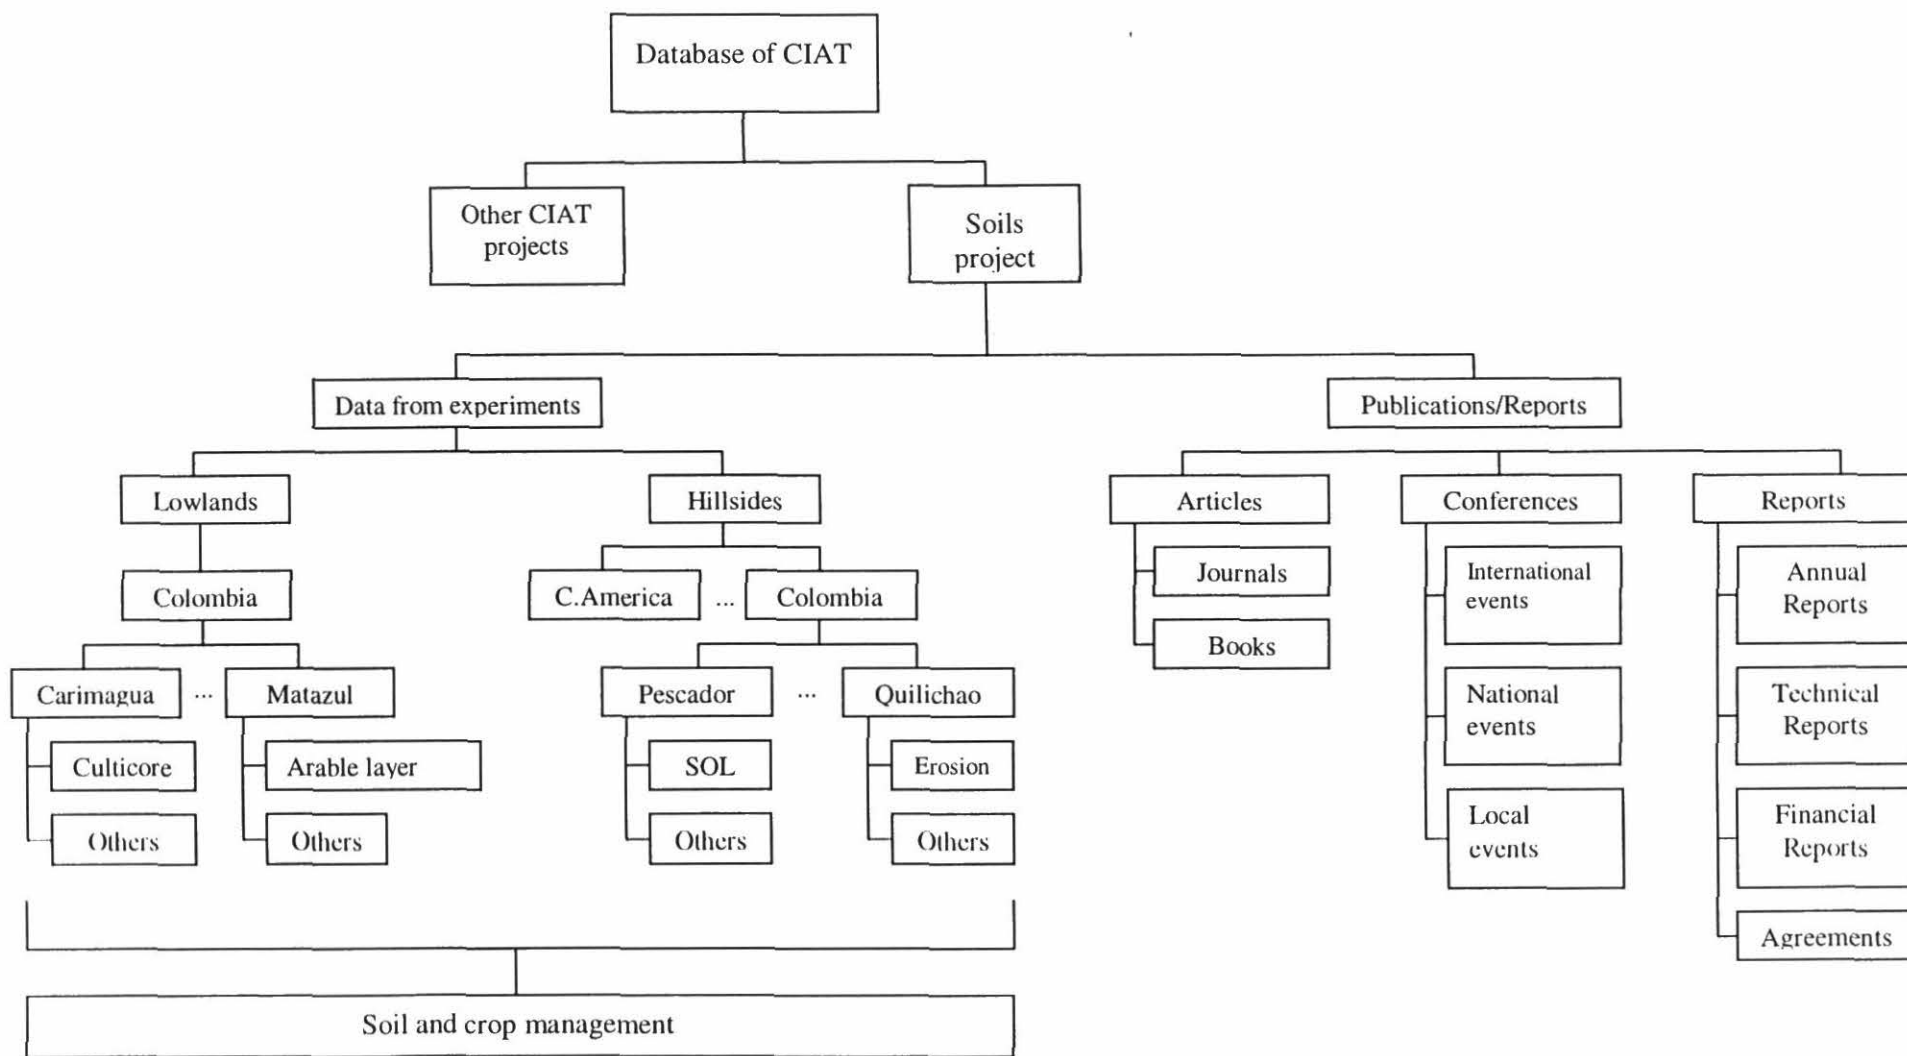 Database of CIAT
Other CIAT
projects
Soils
project
Data from experiments
Publications/Reports
Lowlands
Hillsides
Articles
Conferences
Reports
Colombia
C.America
...
Colombia
Journals
Books
International
events
National
events
Local
events
Annual
Reports
Technical
Reports
Financial
Reports
Agreements
Carimagua
...
Matazul
Pescador
...
Quilichao
Culticore
Arable layer
SOL
Erosion
Others
Others
Others
Others
Soil and crop management